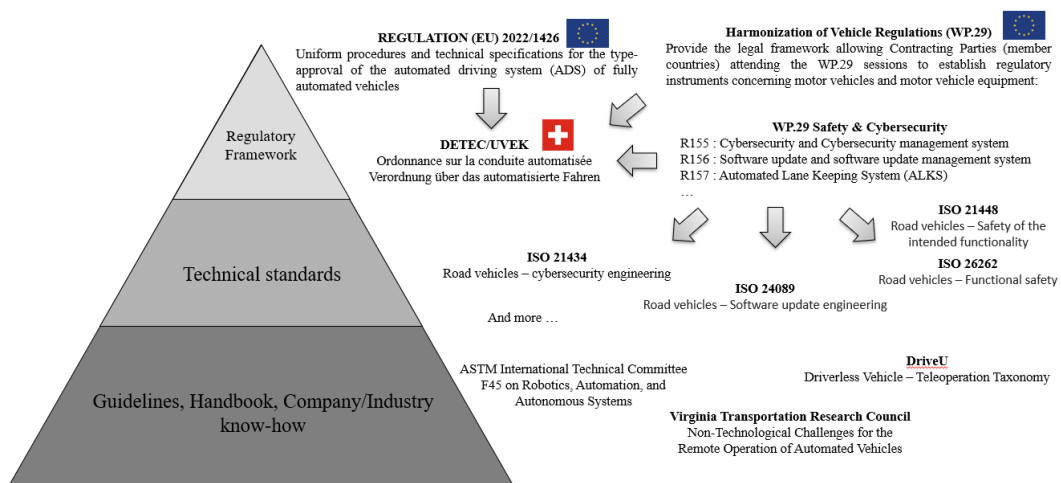 REGULATION (EU) 2022/1426
Uniform procedures and technical specifications for the type-
approval of the automated driving system (ADS) of fully
automated vehicles
Harmonization of Vehicle Regulations (WP.29)
Provide the legal framework allowing Contracting Parties (member
countries) attending the WP.29 sessions to establish regulatory
instruments concerning motor vehicles and motor vehicle equipment:
Regulatory
Framework
DETEC/UVEK
Ordonnance sur la conduite automatisée
Verordnung über das automatisierte Fahren
WP.29 Safety & Cybersecurity
R155 : Cybersecurity and Cybersecurity management system
R156 : Software update and software update management system
R157 : Automated Lane Keeping System (ALKS)
…
Technical standards
ISO 21434
Road vehicles – cybersecurity engineering
ISO 24089
Road vehicles – Software update engineering
ISO 21448
Road vehicles – Safety of the
intended functionality
ISO 26262
Road vehicles – Functional safety
And more …
Guidelines, Handbook, Company/Industry
know-how
ASTM International Technical Committee
F45 on Robotics, Automation, and
Autonomous Systems
DriveU
Driverless Vehicle – Teleoperation Taxonomy
Virginia Transportation Research Council
Non-Technological Challenges for the
Remote Operation of Automated Vehicles